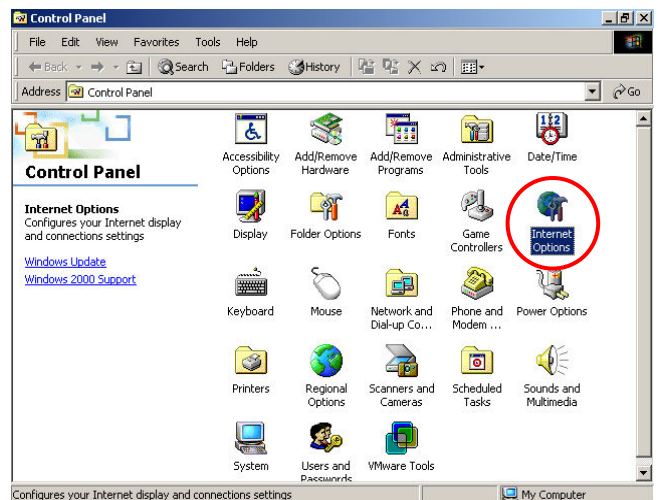 Control Panel
File Edit View Favorites Tools Help
Back Search Folders History
Address Control Panel Go
Control Panel
Internet Options
Configures your Internet display
and connections settings
Windows Update
Windows 2000 Support
Accessibility Options
Add/Remove Hardware
Add/Remove Programs
Administrative Tools
Date/Time
12
Display
Folder Options
Fonts
Game Controllers
Internet Options
Keyboard
Mouse
Network and Dial-up Co...
Phone and Modem ...
Power Options
Printers
Regional Options
Scanners and Cameras
Scheduled Tasks
Sounds and Multimedia
System
Users and Passwords
VMware Tools
Configures your Internet display and connections settings
My Computer